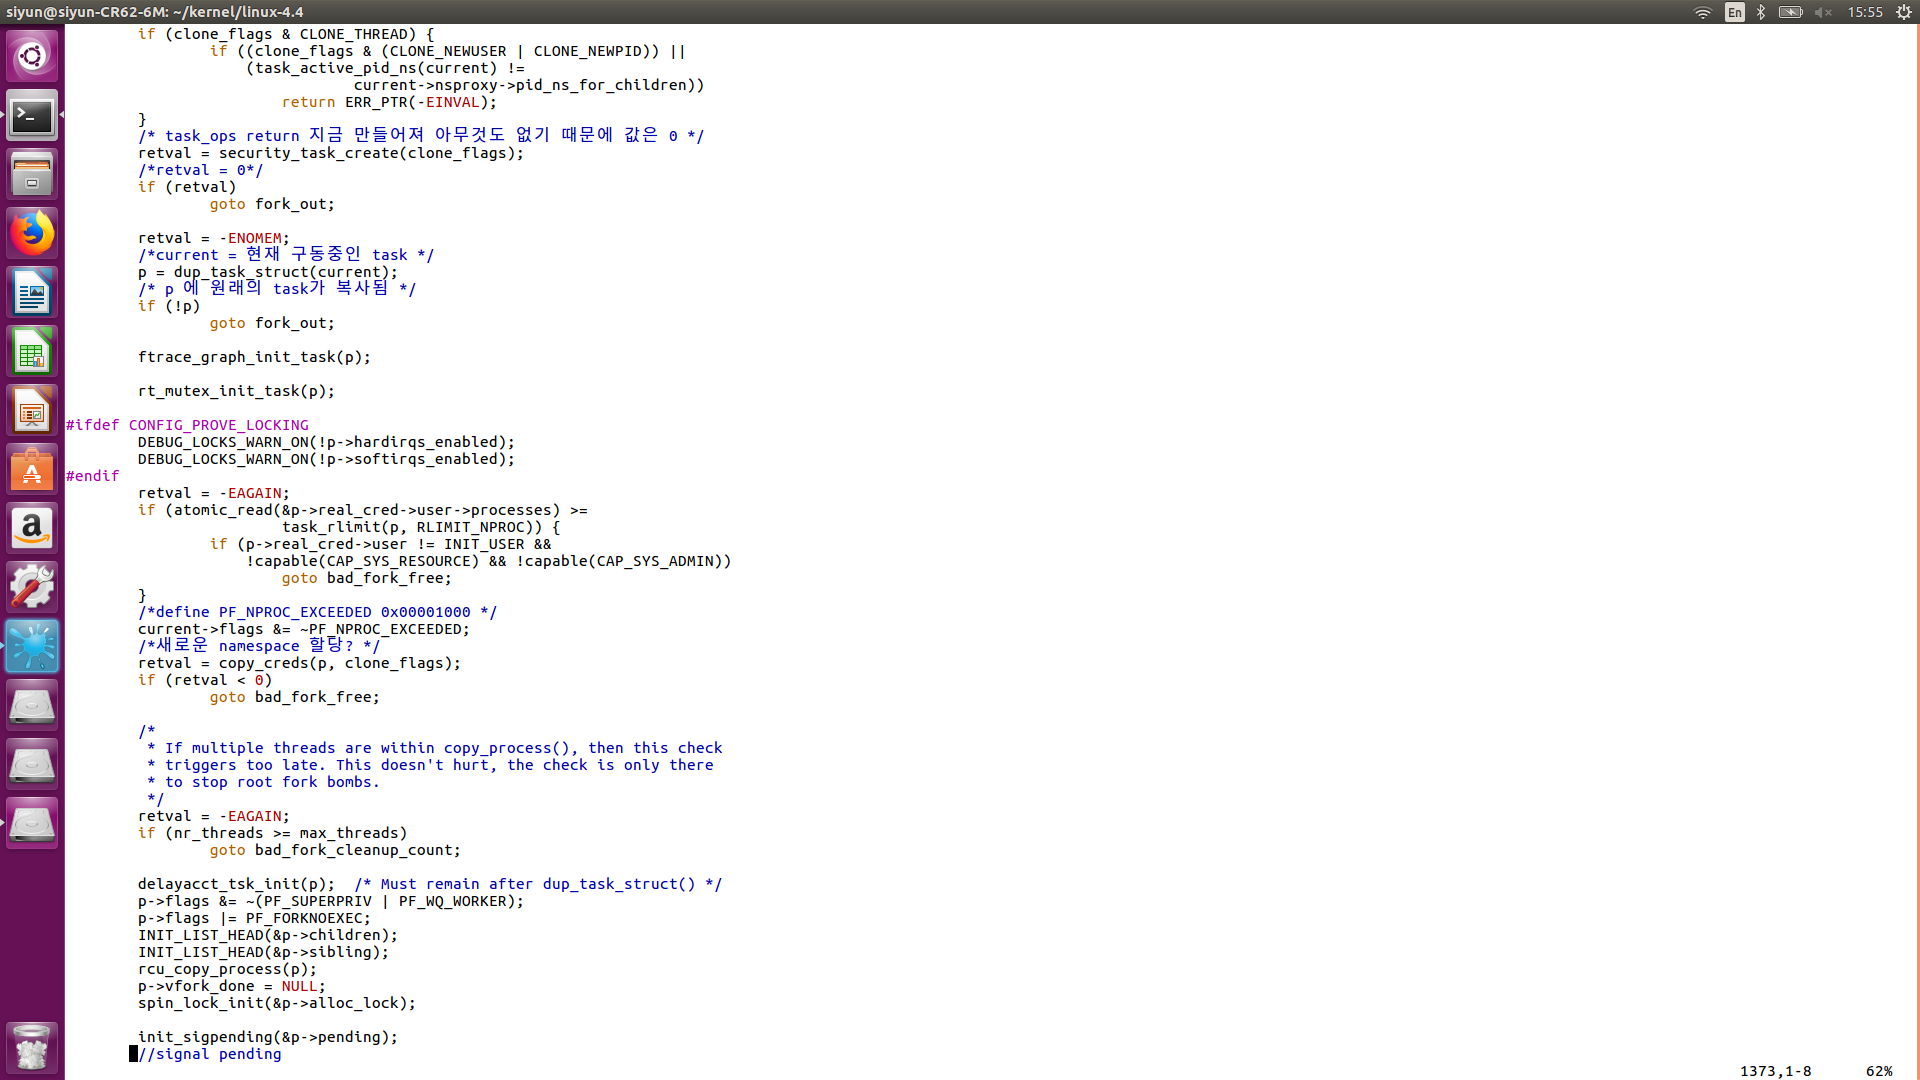 siyun@siyun-CR62-6M: ~/kernel/linux-4.4
En
15:55
if (clone_flags & CLONE_THREAD) {
if ((clone_flags & (CLONE_NEWUSER | CLONE_NEWPID)) ||
(task_active_pid_ns(current) !=
current->nsproxy->pid_ns_for_children))
return ERR_PTR(-EINVAL);
}
/* task_ops return 지금 만들어져 아무것도 없기 때문에 값은 0 */
retval = security_task_create(clone_flags);
/*retval = 0*/
if (retval)
goto fork_out;
retval = -ENOMEM;
/*current = 현재 구동중인 task */
p = dup_task_struct(current);
/* p 에 원래의 task가 복사됨 */
if (!p)
goto fork_out;
ftrace_graph_init_task(p);
rt_mutex_init_task(p);
#ifdef CONFIG_PROVE_LOCKING
DEBUG_LOCKS_WARN_ON(!p->hardirqs_enabled);
DEBUG_LOCKS_WARN_ON(!p->softirqs_enabled);
#endif
retval = -EAGAIN;
if (atomic_read(&p->real_cred->user->processes) >=
task_rlimit(p, RLIMIT_NPROC)) {
if (p->real_cred->user != INIT_USER &&
!capable(CAP_SYS_RESOURCE) && !capable(CAP_SYS_ADMIN))
goto bad_fork_free;
}
/*define PF_NPROC_EXCEEDED 0x00001000 */
current->flags &= ~PF_NPROC_EXCEEDED;
/*새로운 namespace 할당? */
retval = copy_creds(p, clone_flags);
if (retval < 0)
goto bad_fork_free;
/*
* If multiple threads are within copy_process(), then this check
* triggers too late. This doesn't hurt, the check is only there
* to stop root fork bombs.
*/
retval = -EAGAIN;
if (nr_threads >= max_threads)
goto bad_fork_cleanup_count;
delayacct_tsk_init(p);  /* Must remain after dup_task_struct() */
p->flags &= ~(PF_SUPERPRIV | PF_WQ_WORKER);
p->flags |= PF_FORKNOEXEC;
INIT_LIST_HEAD(&p->children);
INIT_LIST_HEAD(&p->sibling);
rcu_copy_process(p);
p->vfork_done = NULL;
spin_lock_init(&p->alloc_lock);
init_sigpending(&p->pending);
//signal pending
1373,1-8 62%